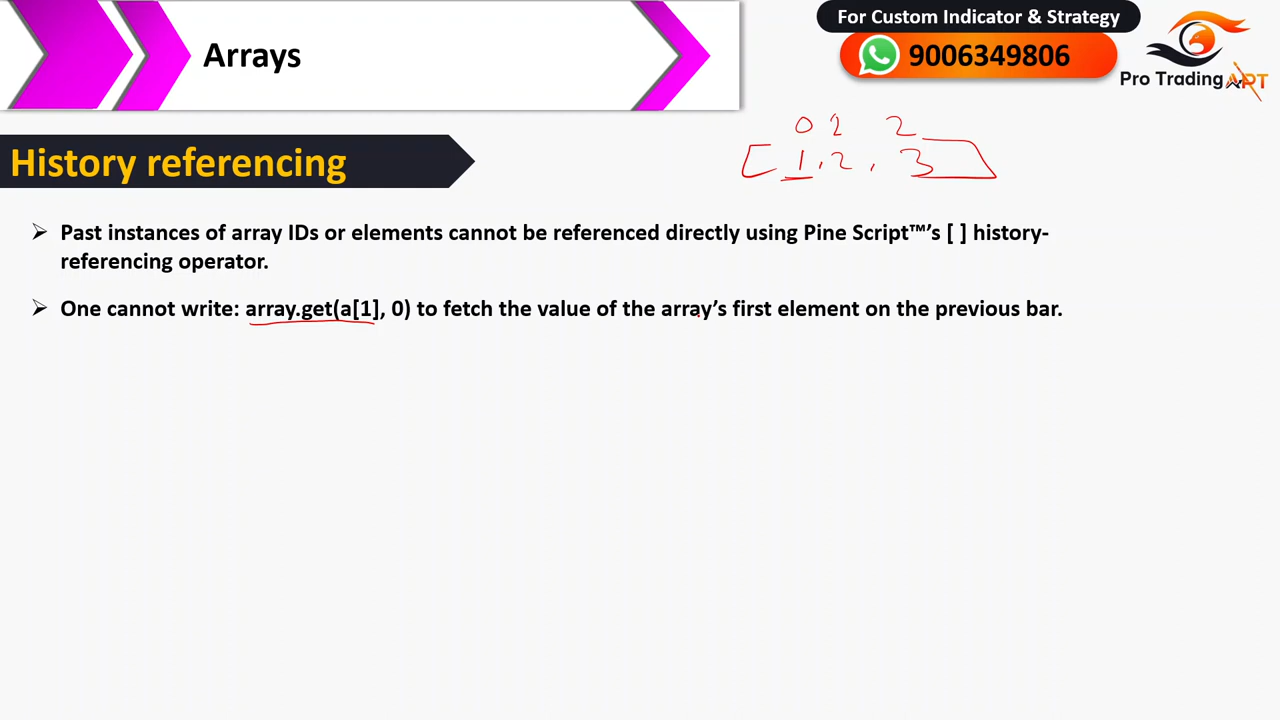 For Custom Indicator & Strategy
Arrays
9006349806
Pro Trading ART
0 2 2
[ 1, 2, 3 ]
History referencing
➢ Past instances of array IDs or elements cannot be referenced directly using Pine Script™’s [ ] history-
referencing operator.
➢ One cannot write: array.get(a[1], 0) to fetch the value of the array’s first element on the previous bar.